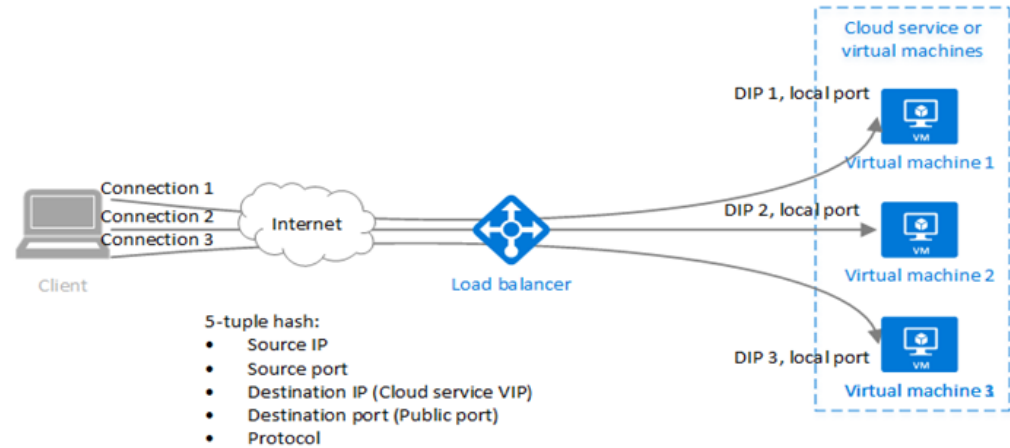 Cloud service or
virtual machines
DIP 1, local port
VM
Virtual machine 1
Connection 1
Connection 2
Connection 3
Internet
DIP 2, local port
VM
Virtual machine 2
Client
Load balancer
5-tuple hash:
• Source IP
• Source port
• Destination IP (Cloud service VIP)
• Destination port (Public port)
• Protocol
DIP 3, local port
VM
Virtual machine 3